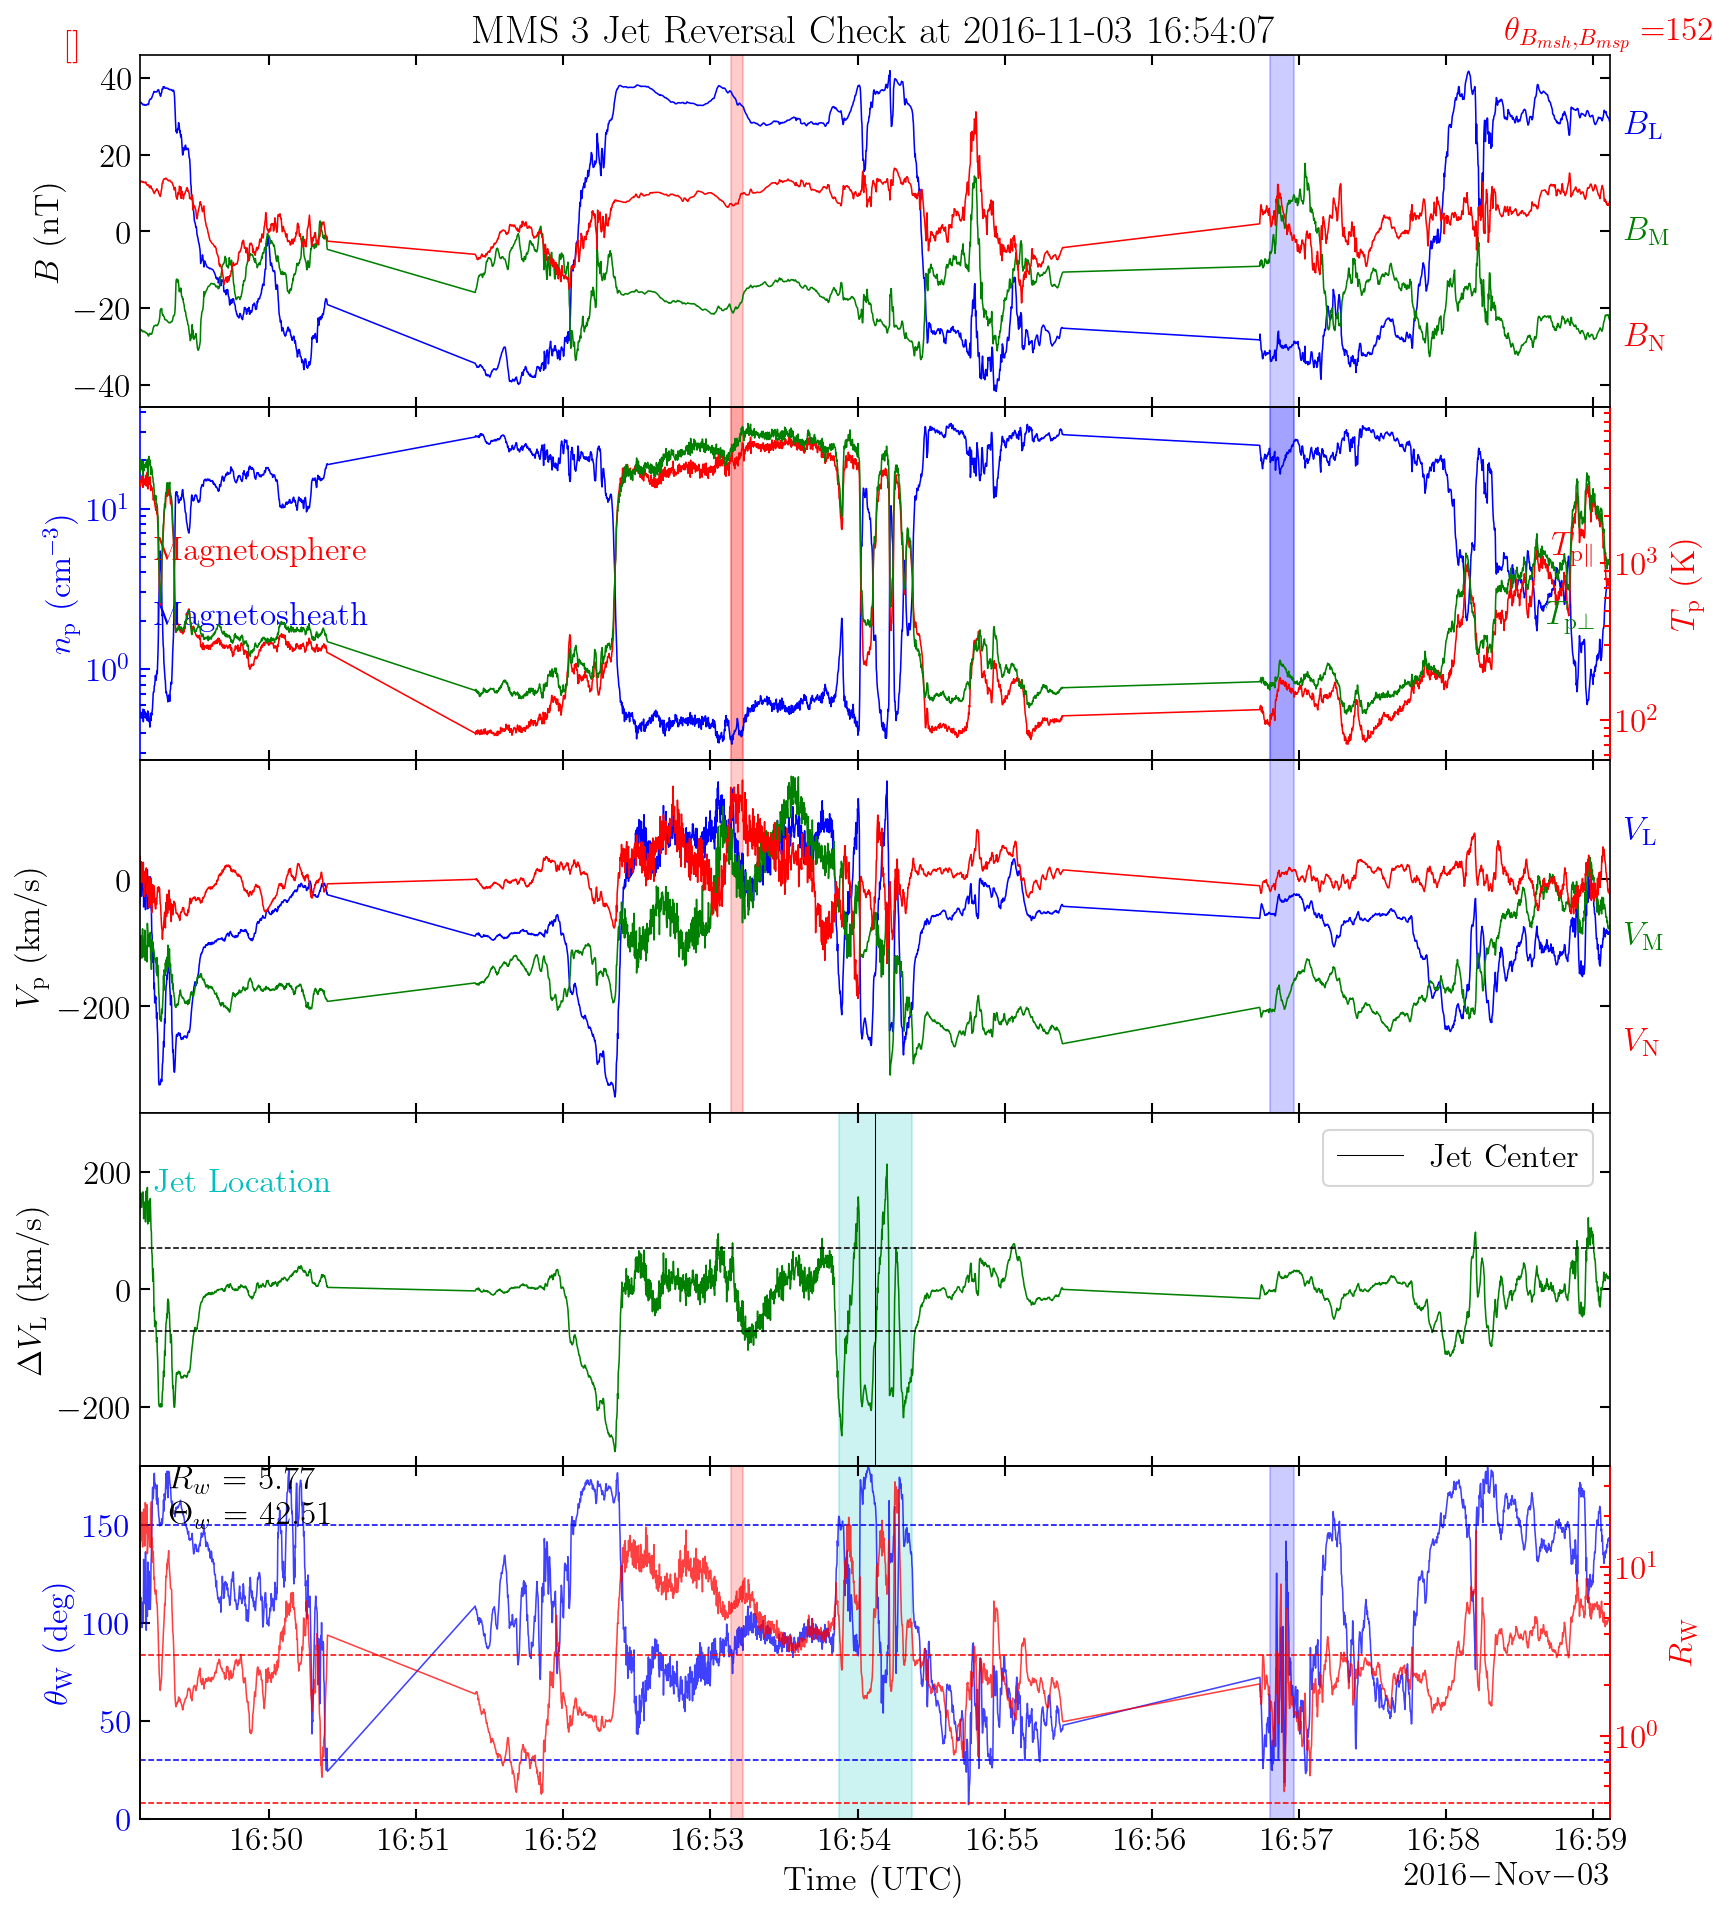 MMS 3 Jet Reversal Check at 2016-11-03 16:54:07
θ_{B_{msh},B_{msp}} =152
[]
40
20
0
−20
−40
B (nT)
B_L
B_M
B_N
10^1
10^0
n_p (cm^{−3})
Magnetosphere
Magnetosheath
T_{p∥}
T_{p⊥}
10^3
10^2
T_p (K)
0
−200
V_p (km/s)
V_L
V_M
V_N
200
0
−200
ΔV_L (km/s)
Jet Location
Jet Center
R_w = 5.77
Θ_w = 42.51
150
100
50
0
θ_W (deg)
10^1
10^0
R_W
16:50 16:51 16:52 16:53 16:54 16:55 16:56 16:57 16:58 16:59
Time (UTC)
2016−Nov−03